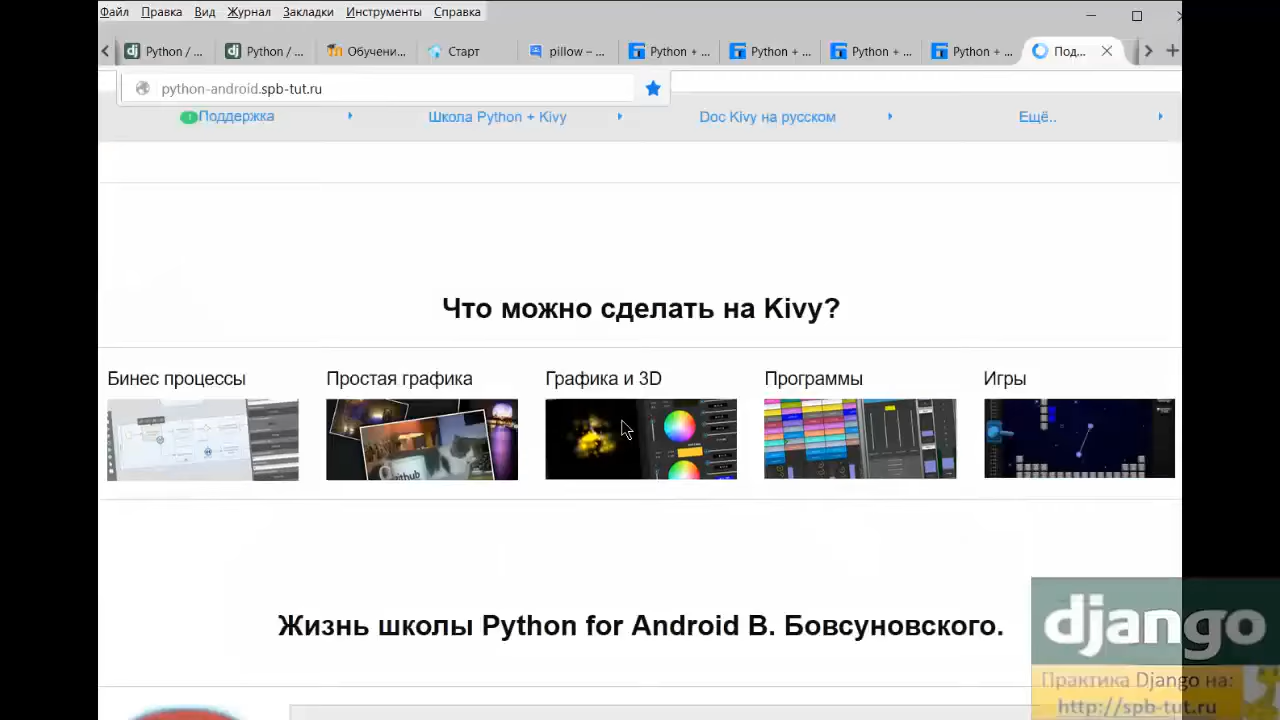 Файл Правка Вид Журнал Закладки Инструменты Справка
Python / ... Python / ... Обучени... Старт pillow – ... Python + ... Python + ... Python + ... Python + ... Под...
python-android.spb-tut.ru
Поддержка Школа Python + Kivy Doc Kivy на русском Ещё..
Что можно сделать на Kivy?
Бинес процессы Простая графика Графика и 3D Программы Игры
github
Жизнь школы Python for Android В. Бовсуновского.
django
Практика Django на:
http://spb-tut.ru